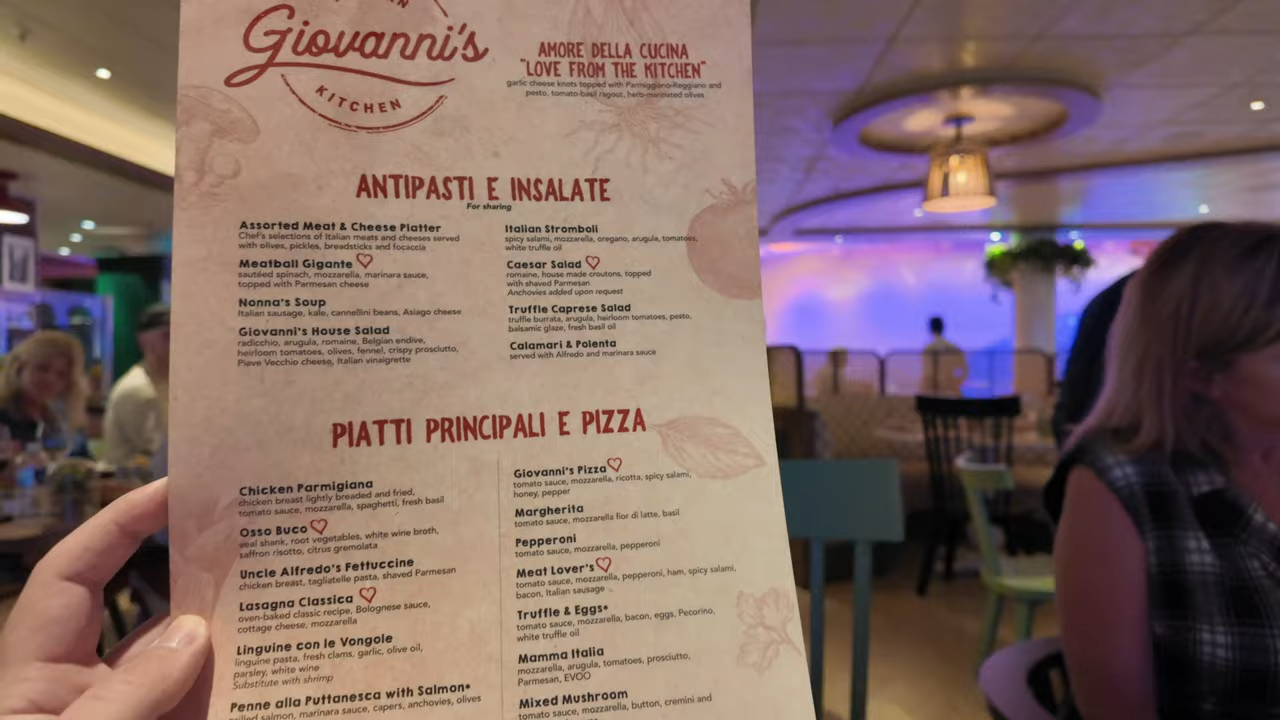 Giovanni's
KITCHEN
AMORE DELLA CUCINA
"LOVE FROM THE KITCHEN"
garlic cheese knots topped with Parmiggiano-Reggiano and
pesto, tomato-basil ragout, herb-marinated olives
ANTIPASTI E INSALATE
For sharing
Assorted Meat & Cheese Platter
Chef's selections of Italian meats and cheeses served
with olives, pickles, breadsticks and focaccia
Meatball Gigante
sautéed spinach, mozzarella, marinara sauce,
topped with Parmesan cheese
Nonna's Soup
Italian sausage, kale, cannellini beans, Asiago cheese
Giovanni's House Salad
radicchio, arugula, romaine, Belgian endive,
heirloom tomatoes, olives, fennel, crispy prosciutto,
Piave Vecchio cheese, Italian vinaigrette
Italian Stromboli
spicy salami, mozzarella, oregano, arugula, tomatoes,
white truffle oil
Caesar Salad
romaine, house made croutons, topped
with shaved Parmesan
Anchovies added upon request
Truffle Caprese Salad
truffle burrata, arugula, heirloom tomatoes, pesto,
balsamic glaze, fresh basil oil
Calamari & Polenta
served with Alfredo and marinara sauce
PIATTI PRINCIPALI E PIZZA
Chicken Parmigiana
chicken breast lightly breaded and fried,
tomato sauce, mozzarella, spaghetti, fresh basil
Osso Buco
veal shank, root vegetables, white wine broth,
saffron risotto, citrus gremolata
Uncle Alfredo's Fettuccine
chicken breast, tagliatelle pasta, shaved Parmesan
Lasagna Classica
oven-baked classic recipe, Bolognese sauce,
cottage cheese, mozzarella
Linguine con le Vongole
linguine pasta, fresh clams, garlic, olive oil,
parsley, white wine
Substitute with shrimp
Penne alla Puttanesca with Salmon*
grilled salmon, marinara sauce, capers, anchovies, olives
Giovanni's Pizza
tomato sauce, mozzarella, ricotta, spicy salami,
honey, pepper
Margherita
tomato sauce, mozzarella fior di latte, basil
Pepperoni
tomato sauce, mozzarella, pepperoni
Meat Lover's
tomato sauce, mozzarella, pepperoni, ham, spicy salami,
bacon, Italian sausage
Truffle & Eggs*
tomato sauce, mozzarella, bacon, eggs, Pecorino,
white truffle oil
Mamma Italia
mozzarella, arugula, tomatoes, prosciutto,
Parmesan, EVOO
Mixed Mushroom
tomato sauce, mozzarella, button, cremini and